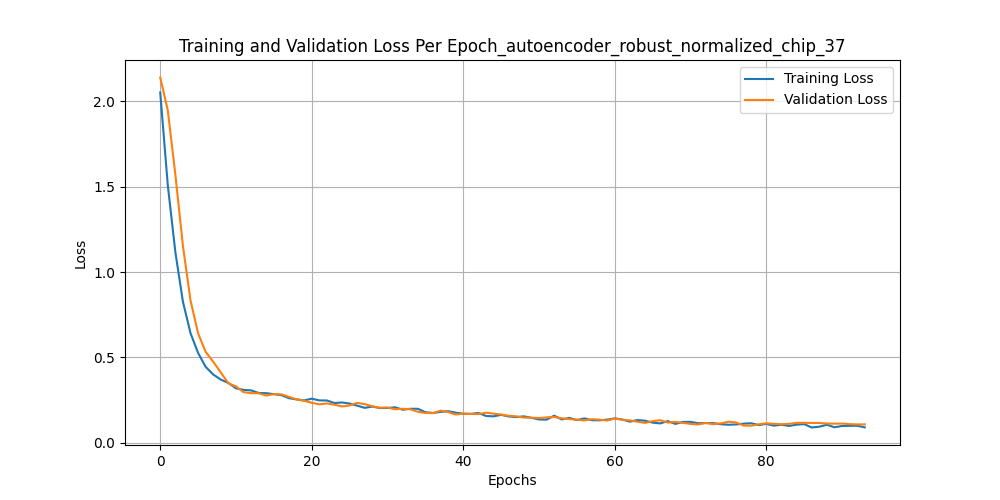 Training and Validation Loss Per Epoch_autoencoder_robust_normalized_chip_37
Training Loss
Validation Loss
2.0
1.5
1.0
0.5
0.0
Loss
0 20 40 60 80
Epochs